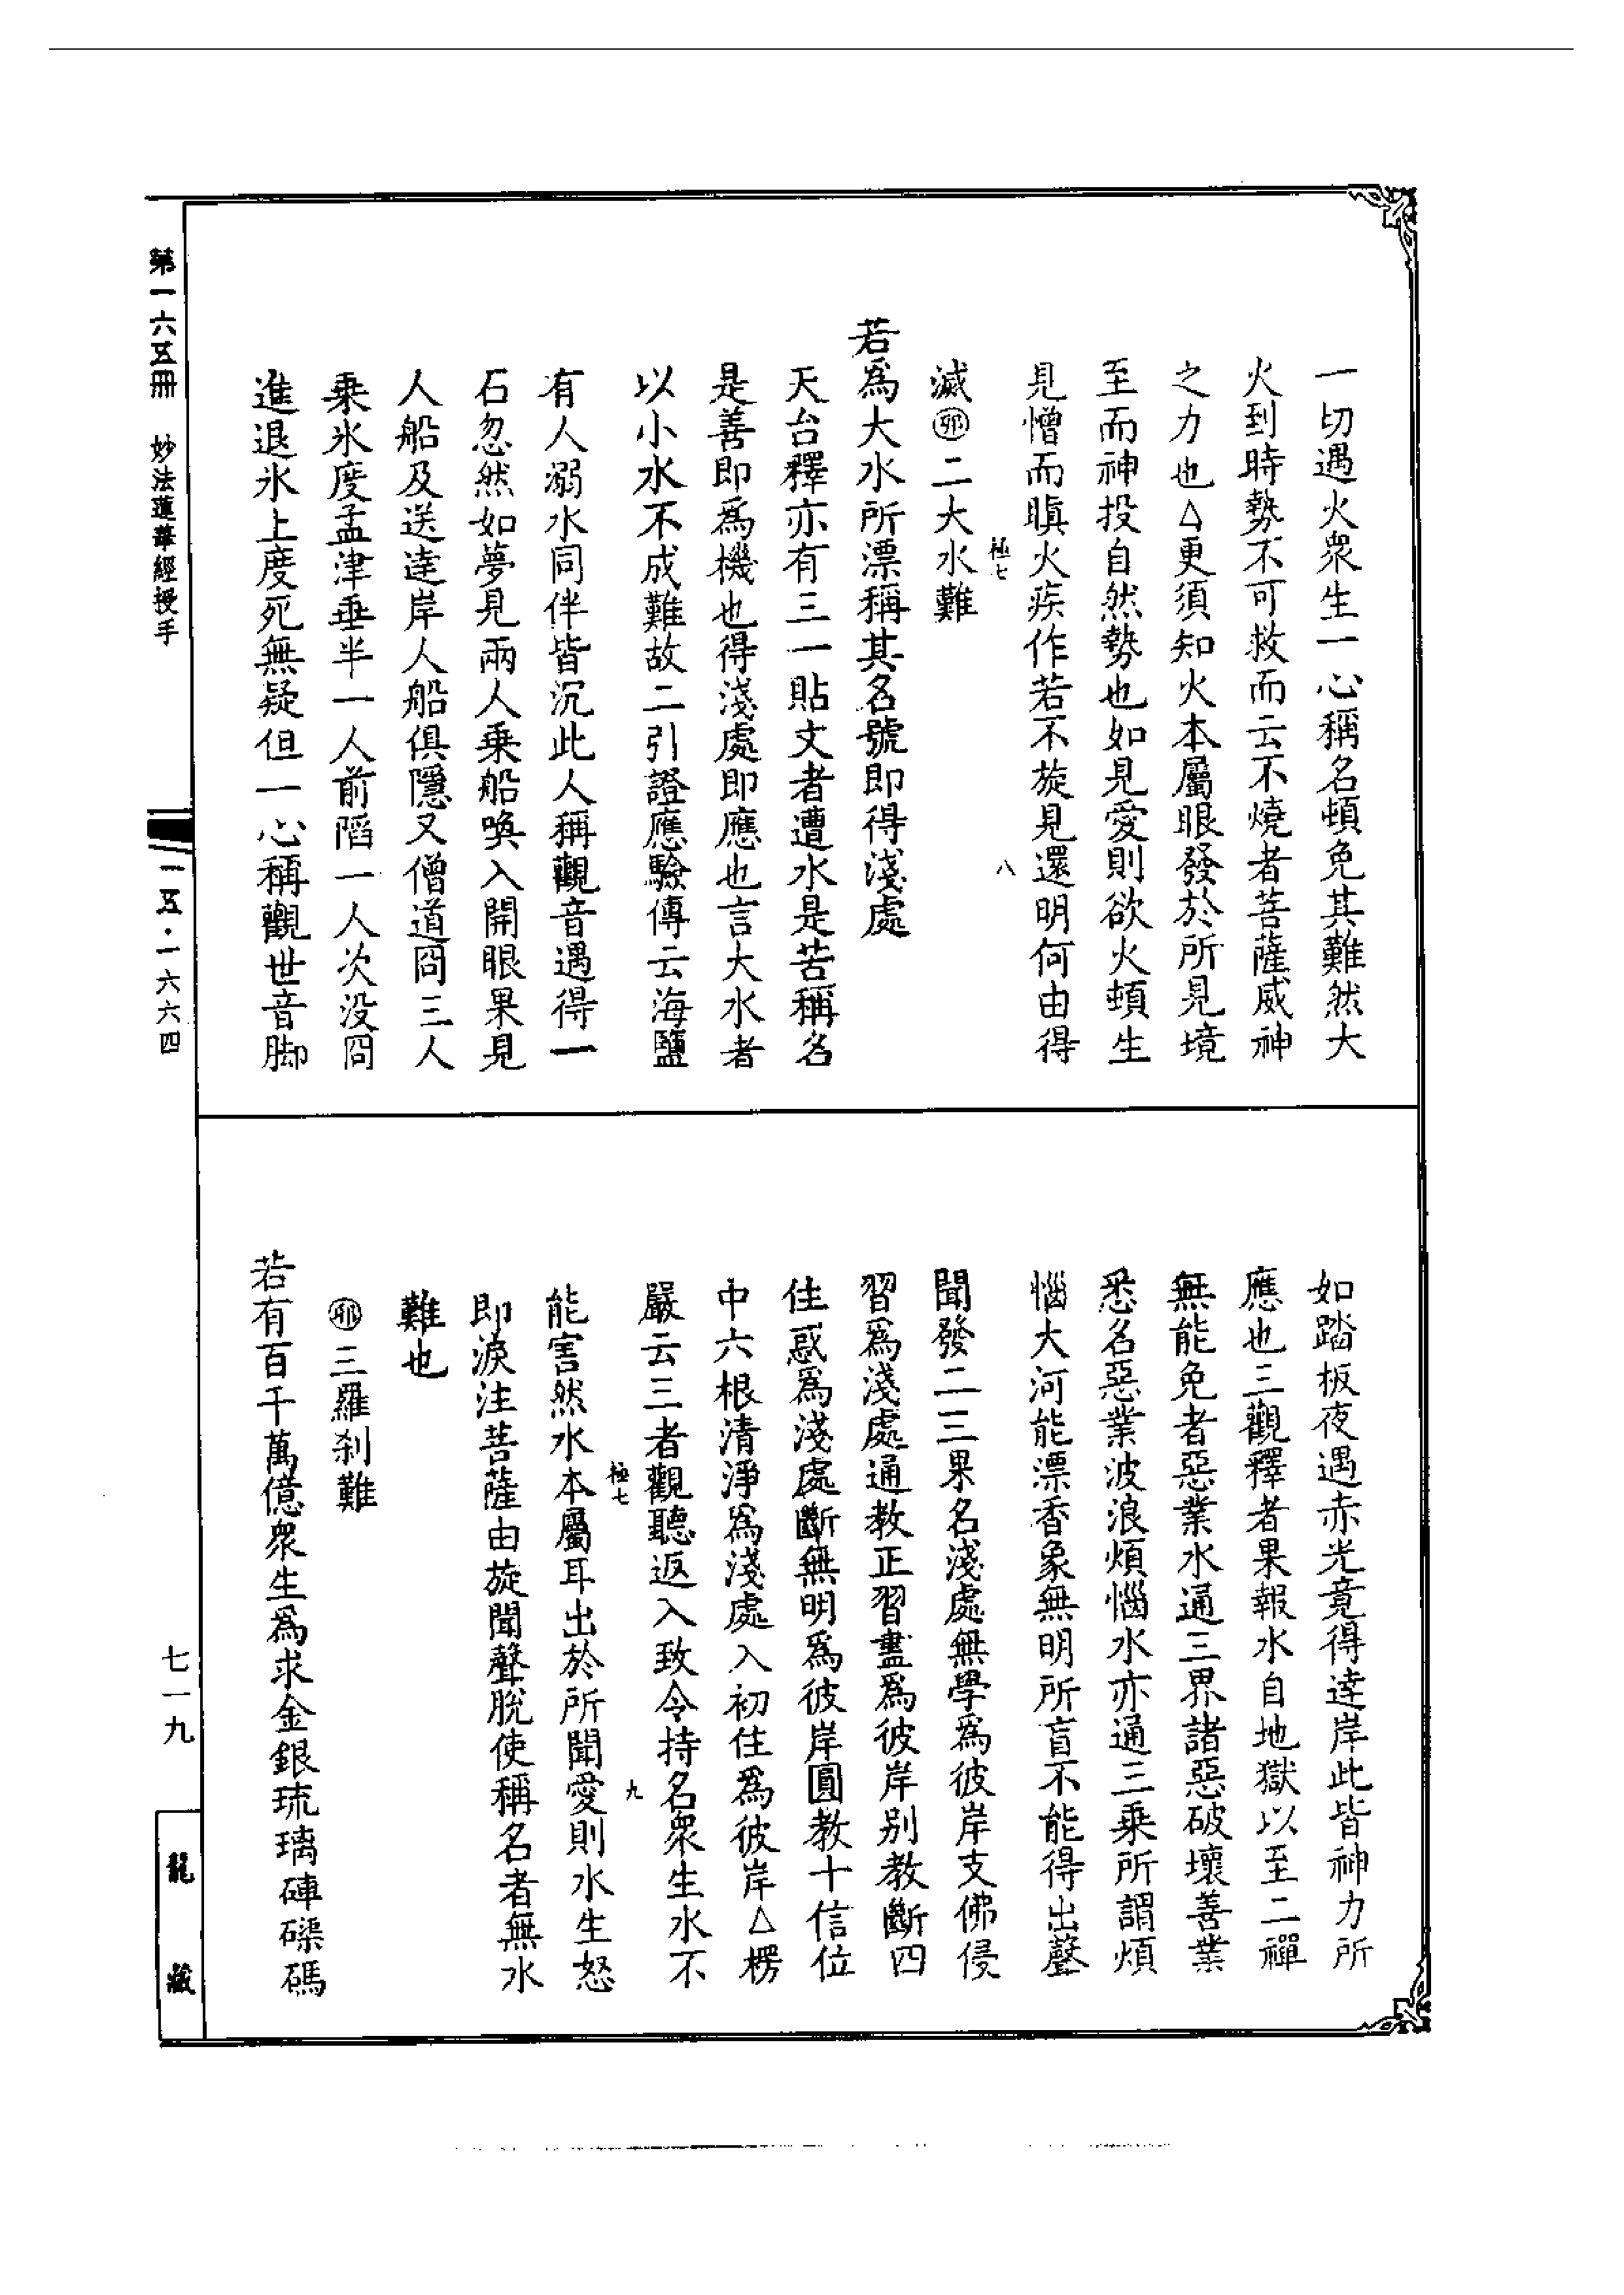 一切遇火衆生一心稱名頓免其難然大
火到時勢不可救而云不燒者菩薩威神
之力也△更須知火本屬眼發於所見境
至而神投自然勢也如見愛則欲火頓生
見憎而瞋火疾作若不旋見還明何由得
極七
八
滅㊞二大水難
若爲大水所漂稱其名號即得淺處
天台釋亦有三一貼文者遭水是苦稱名
是善即爲機也得淺處即應也言大水者
以小水不成難故二引證應驗傳云海鹽
有人溺水同伴皆沉此人稱觀音遇得一
石忽然如夢見兩人乗船喚入開眼果見
人船及送達岸人船俱隱又僧道冏三人
乗氷度孟津垂半一人前䧟一人次没冏
進退氷上度死無疑但一心稱觀世音脚
如踏板夜遇赤光竟得達岸此皆神力所
應也三觀釋者果報水自地獄以至二禪
無能免者惡業水通三界諸惡破壞善業
悉名惡業波浪煩惱水亦通三乗所謂煩
惱大河能漂香象無明所盲不能得出聲
聞發二三果名淺處無學爲彼岸支佛侵
習爲淺處通教正習盡爲彼岸别教斷四
住惑爲淺處斷無明爲彼岸圓教十信位
中六根清淨爲淺處入初住爲彼岸△楞
嚴云三者觀聽返入致令持名衆生水不
極七
九
能害然水本屬耳出於所聞愛則水生怒
即淚注菩薩由旋聞聲脫使稱名者無水
難也
三羅刹難
若有百千萬億衆生爲求金銀琉璃硨磲碼
第一六五冊　妙法蓮華經授手
一五·一六六四
七一九
龍藏